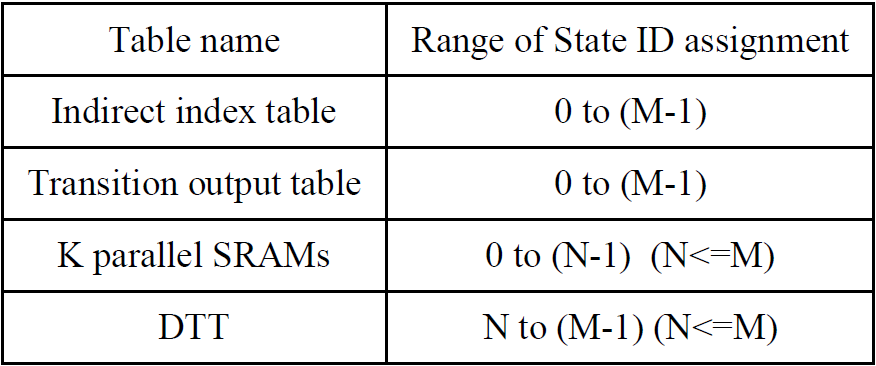 Table name Range of State ID assignment
Indirect index table 0 to (M-1)
Transition output table 0 to (M-1)
K parallel SRAMs 0 to (N-1) (N<=M)
DTT N to (M-1) (N<=M)